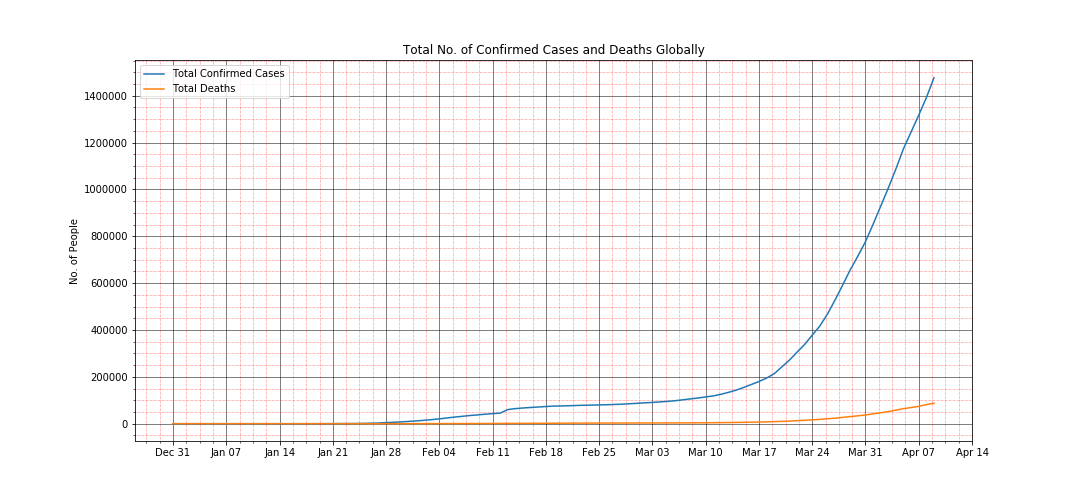 Total No. of Confirmed Cases and Deaths Globally
Total Confirmed Cases
Total Deaths
No. of People
1400000
1200000
1000000
800000
600000
400000
200000
0
Dec 31 Jan 07 Jan 14 Jan 21 Jan 28 Feb 04 Feb 11 Feb 18 Feb 25 Mar 03 Mar 10 Mar 17 Mar 24 Mar 31 Apr 07 Apr 14